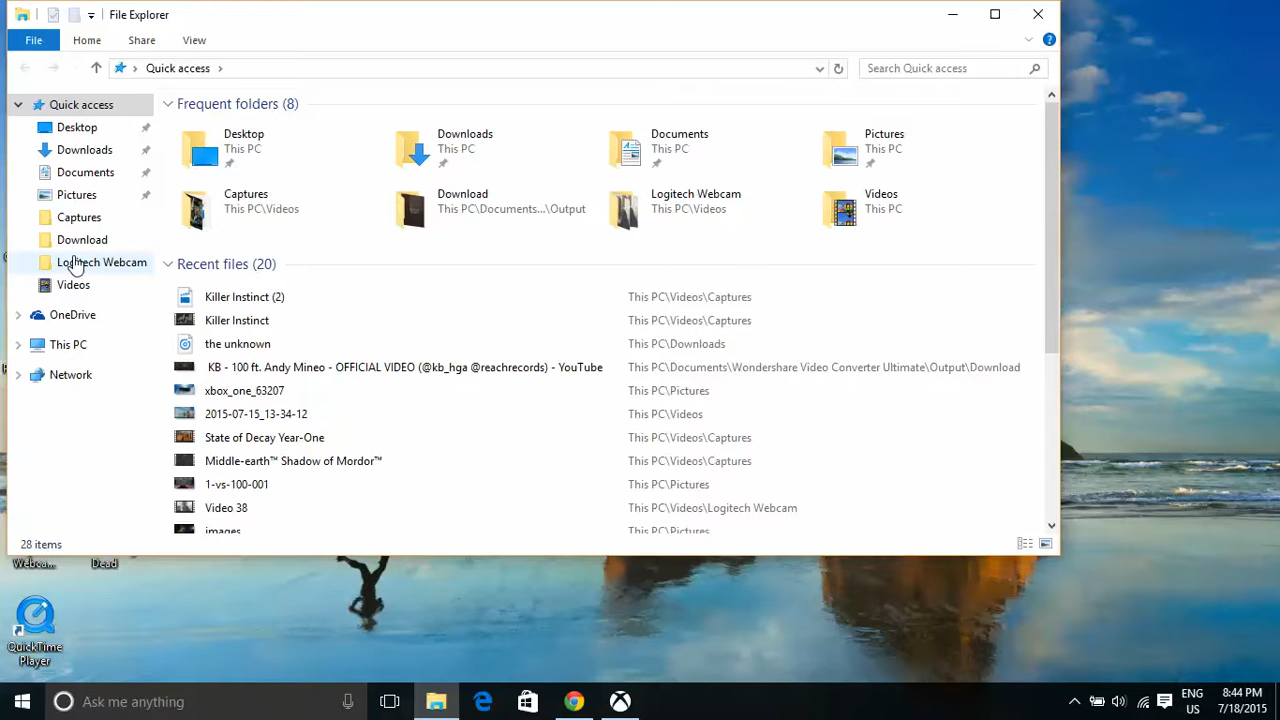 File Explorer
File Home Share View
Quick access
Search Quick access
Quick access
Desktop
Downloads
Documents
Pictures
Captures
Download
Logitech Webcam
Videos
OneDrive
This PC
Network
Frequent folders (8)
Desktop
This PC
Downloads
This PC
Documents
This PC
Pictures
This PC
Captures
This PC\Videos
Download
This PC\Documents...\Output
Logitech Webcam
This PC\Videos
Videos
This PC
Recent files (20)
Killer Instinct (2) This PC\Videos\Captures
Killer Instinct This PC\Videos\Captures
the unknown This PC\Downloads
KB - 100 ft. Andy Mineo - OFFICIAL VIDEO (@kb_hga @reachrecords) - YouTube This PC\Documents\Wondershare Video Converter Ultimate\Output\Download
xbox_one_63207 This PC\Pictures
2015-07-15_13-34-12 This PC\Videos
State of Decay Year-One This PC\Videos\Captures
Middle-earth™ Shadow of Mordor™ This PC\Videos\Captures
1-vs-100-001 This PC\Pictures
Video 38 This PC\Videos\Logitech Webcam
images This PC\Pictures
28 items
Webca... Dead
QuickTime
Player
Ask me anything
ENG
US
8:44 PM
7/18/2015